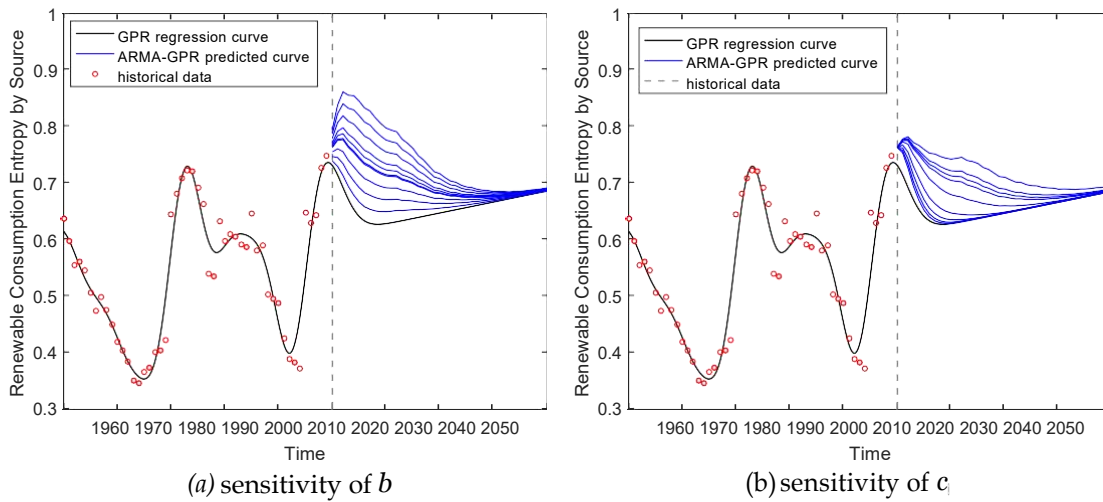 Renewable Consumption Entropy by Source
1
0.9
0.8
0.7
0.6
0.5
0.4
0.3
GPR regression curve
ARMA-GPR predicted curve
historical data
1960 1970 1980 1990 2000 2010 2020 2030 2040 2050
Time
(a) sensitivity of b
Renewable Consumption Entropy by Source
1
0.9
0.8
0.7
0.6
0.5
0.4
0.3
GPR regression curve
ARMA-GPR predicted curve
historical data
1960 1970 1980 1990 2000 2010 2020 2030 2040 2050
Time
(b) sensitivity of c